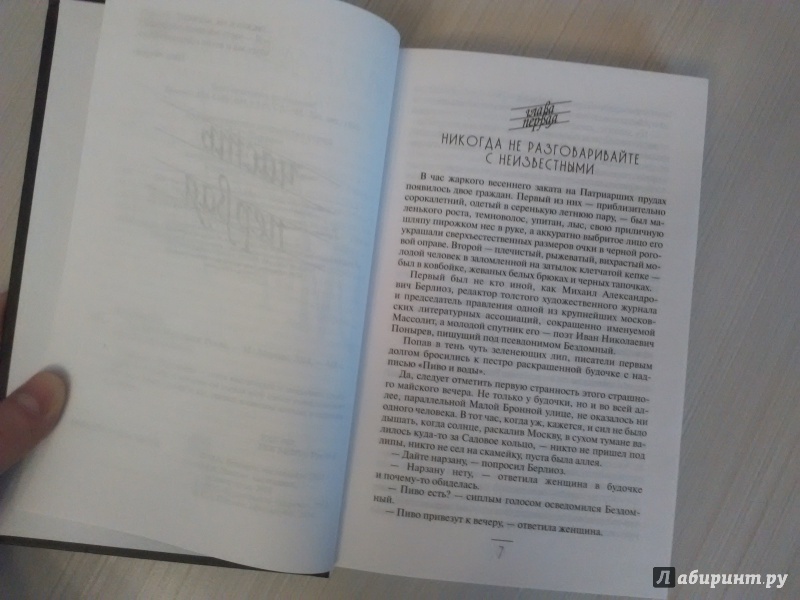 глава
первая
НИКОГДА НЕ РАЗГОВАРИВАЙТЕ
С НЕИЗВЕСТНЫМИ
В час жаркого весеннего заката на Патриарших прудах
появилось двое граждан. Первый из них — приблизительно
сорокалетний, одетый в серенькую летнюю пару, — был ма-
ленького роста, темноволос, упитан, лыс, свою приличную
шляпу пирожком нес в руке, а аккуратно выбритое лицо его
украшали сверхъестественных размеров очки в черной рого-
вой оправе. Второй — плечистый, рыжеватый, вихрастый мо-
лодой человек в заломленной на затылок клетчатой кепке —
был в ковбойке, жеваных белых брюках и черных тапочках.
Первый был не кто иной, как Михаил Александро-
вич Берлиоз, редактор толстого художественного журнала
и председатель правления одной из крупнейших москов-
ских литературных ассоциаций, сокращенно именуемой
Массолит, а молодой спутник его — поэт Иван Николаевич
Понырев, пишущий под псевдонимом Бездомный.
Попав в тень чуть зеленеющих лип, писатели первым
долгом бросились к пестро раскрашенной будочке с над-
писью «Пиво и воды».
Да, следует отметить первую странность этого страшно-
го майского вечера. Не только у будочки, но и во всей ал-
лее, параллельной Малой Бронной улице, не оказалось ни
одного человека. В тот час, когда уж, кажется, и сил не было
дышать, когда солнце, раскалив Москву, в сухом тумане ва-
лилось куда-то за Садовое кольцо, — никто не пришел под
липы, никто не сел на скамейку, пуста была аллея.
— Дайте нарзану, — попросил Берлиоз.
— Нарзану нету, — ответила женщина в будочке
и почему-то обиделась.
— Пиво есть? — сиплым голосом осведомился Бездом-
ный.
— Пиво привезут к вечеру, — ответила женщина.
7
Лабиринт.ру